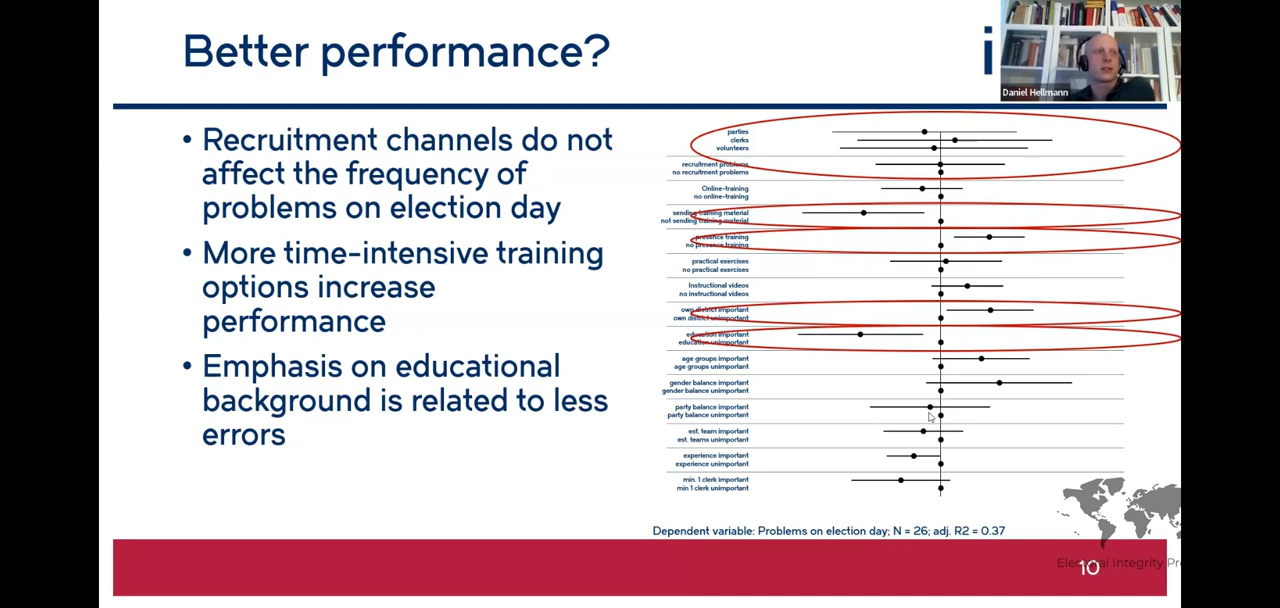 Better performance?
i
Daniel Hellmann
• Recruitment channels do not
affect the frequency of
problems on election day
• More time-intensive training
options increase
performance
• Emphasis on educational
background is related to less
errors
parties
clerks
volunteers
recruitment problems
no recruitment problems
Online-training
no online-training
sending training material
not sending training material
presence training
no presence training
practical exercises
no practical exercises
Instructional videos
no instructional videos
own district important
own district unimportant
education important
education unimportant
age groups important
age groups unimportant
gender balance important
gender balance unimportant
party balance important
party balance unimportant
est. team important
est. teams unimportant
experience important
experience unimportant
min. 1 clerk important
min 1 clerk unimportant
Dependent variable: Problems on election day; N = 26; adj. R2 = 0.37
Electoral Integrity Pr
10